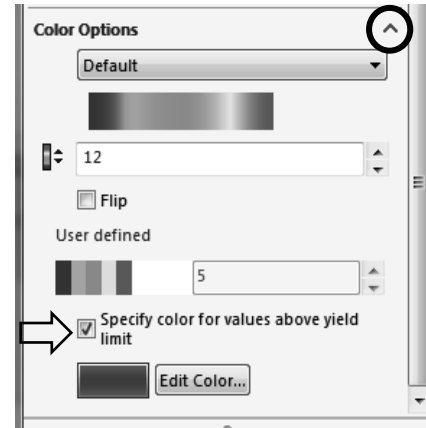 Color Options
Default
12
Flip
User defined
5
Specify color for values above yield
limit
Edit Color...